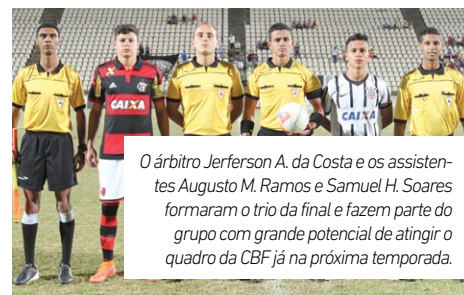 CAIXA
CAIXA
O árbitro Jerferson A. da Costa e os assisten-
tes Augusto M. Ramos e Samuel H. Soares
formaram o trio da final e fazem parte do
grupo com grande potencial de atingir o
quadro da CBF já na próxima temporada.